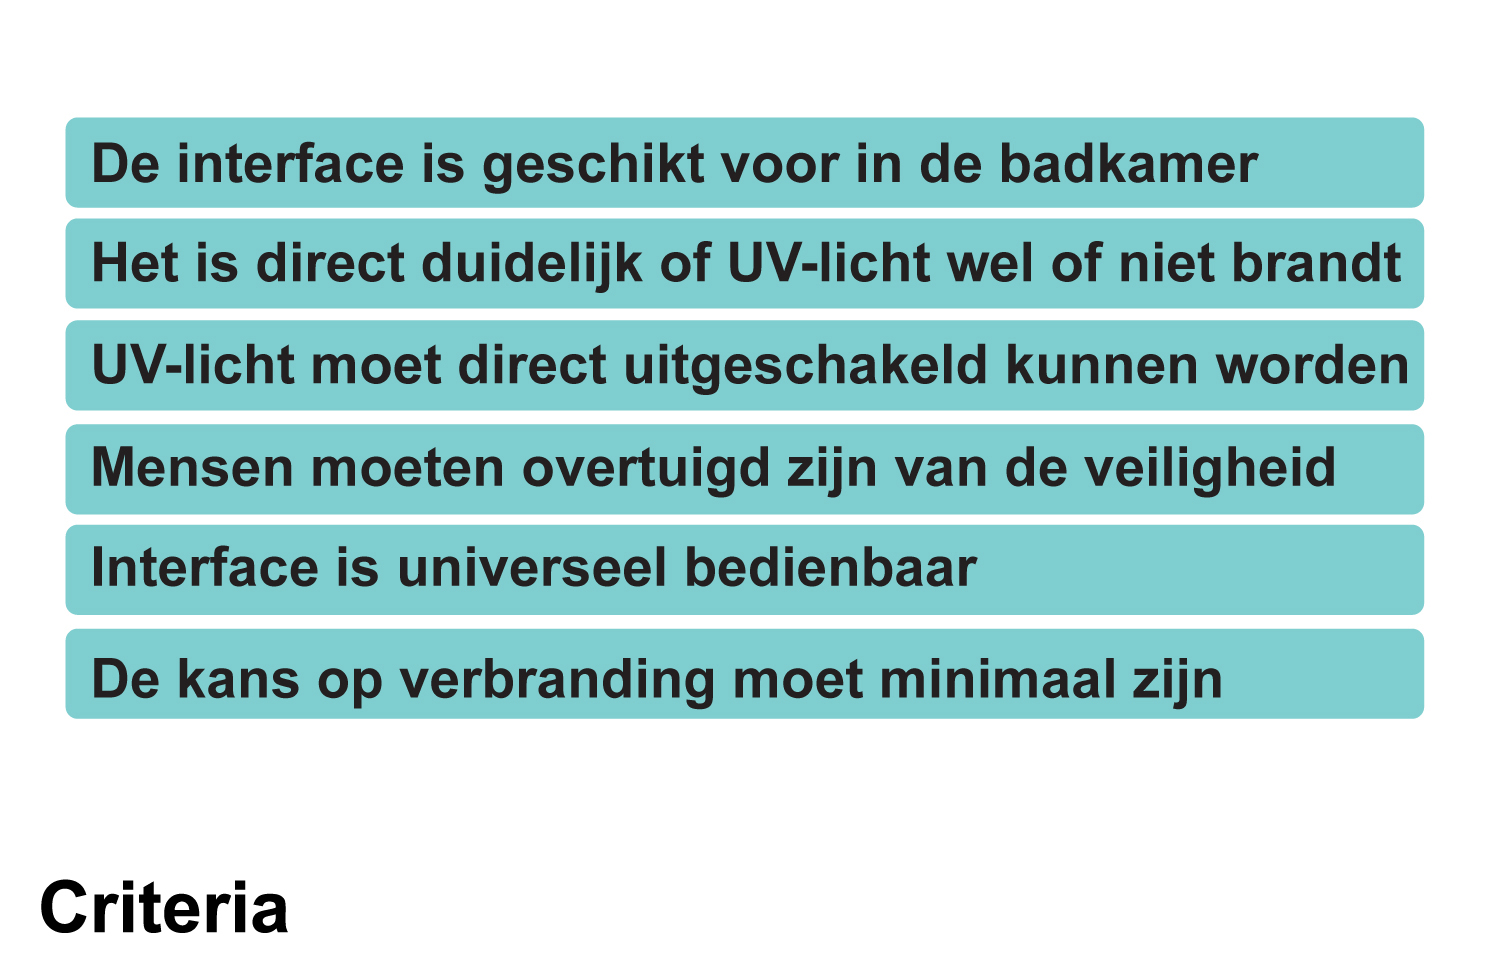 De interface is geschikt voor in de badkamer
Het is direct duidelijk of UV-licht wel of niet brandt
UV-licht moet direct uitgeschakeld kunnen worden
Mensen moeten overtuigd zijn van de veiligheid
Interface is universeel bedienbaar
De kans op verbranding moet minimaal zijn
Criteria